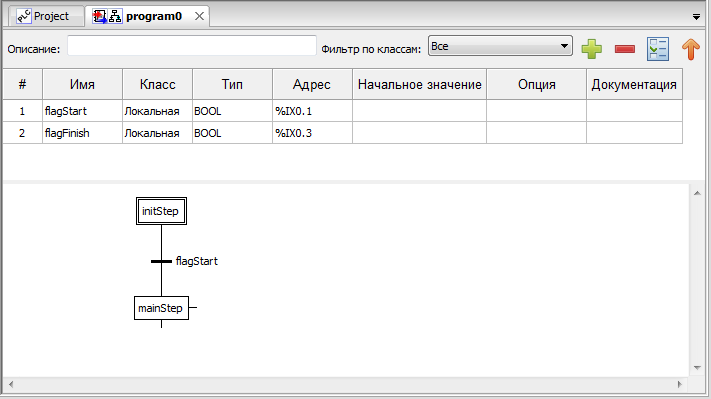 Project program0
Описание: Фильтр по классам: Все
# Имя Класс Тип Адрес Начальное значение Опция Документация
1 flagStart Локальная BOOL %IX0.1
2 flagFinish Локальная BOOL %IX0.3
initStep
flagStart
mainStep